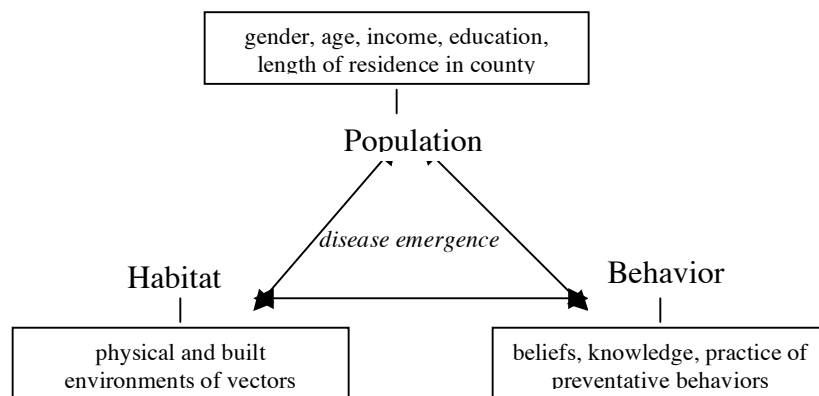 gender, age, income, education,
length of residence in county
Population
disease emergence
Habitat
Behavior
physical and built
environments of vectors
beliefs, knowledge, practice of
preventative behaviors